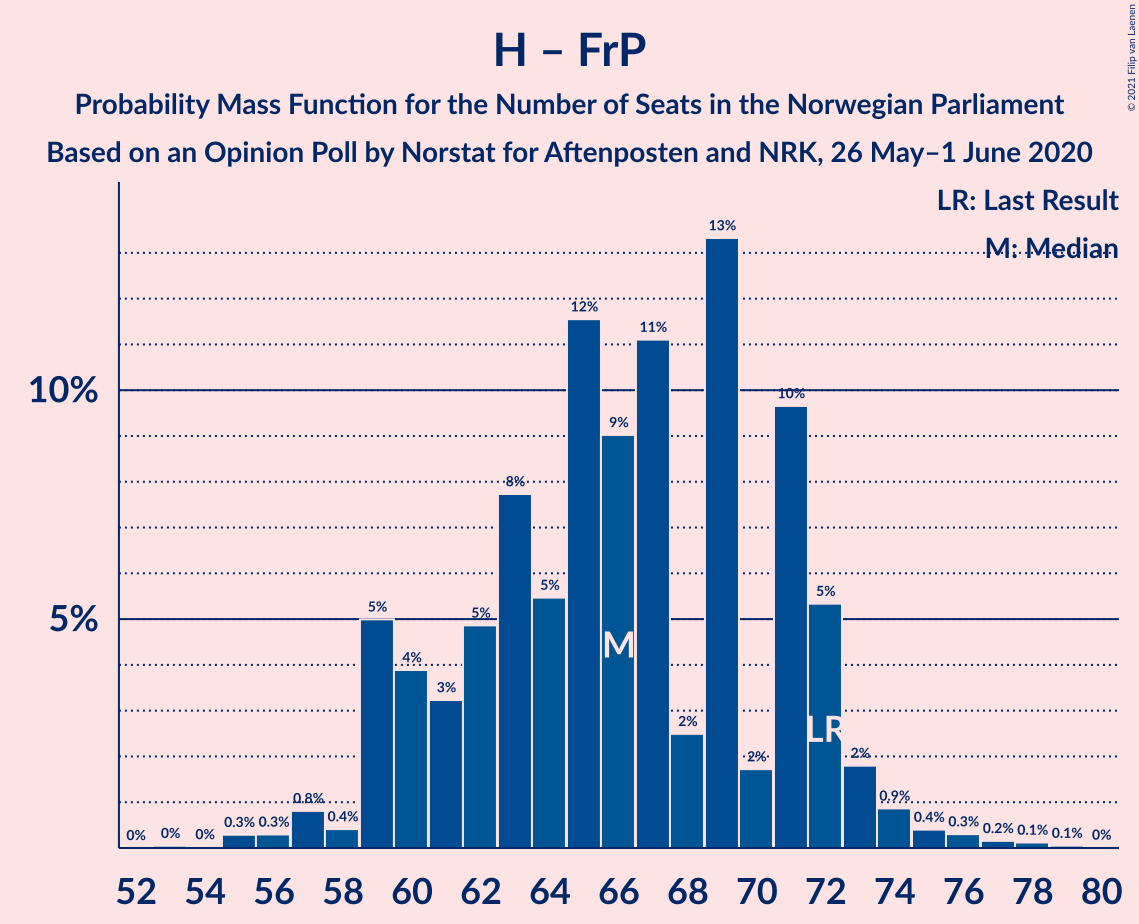 © 2021 Filip van Laenen
H – FrP
Probability Mass Function for the Number of Seats in the Norwegian Parliament
Based on an Opinion Poll by Norstat for Aftenposten and NRK, 26 May–1 June 2020
LR: Last Result
M: Median
10%
5%
0% 0% 0% 0.3% 0.3% 0.8% 0.4% 5% 4% 3% 5% 8% 5% 12% 9% 11% 2% 13% 2% 10% 5% 2% 0.9% 0.4% 0.3% 0.2% 0.1% 0.1% 0%
M
LR
52 54 56 58 60 62 64 66 68 70 72 74 76 78 80